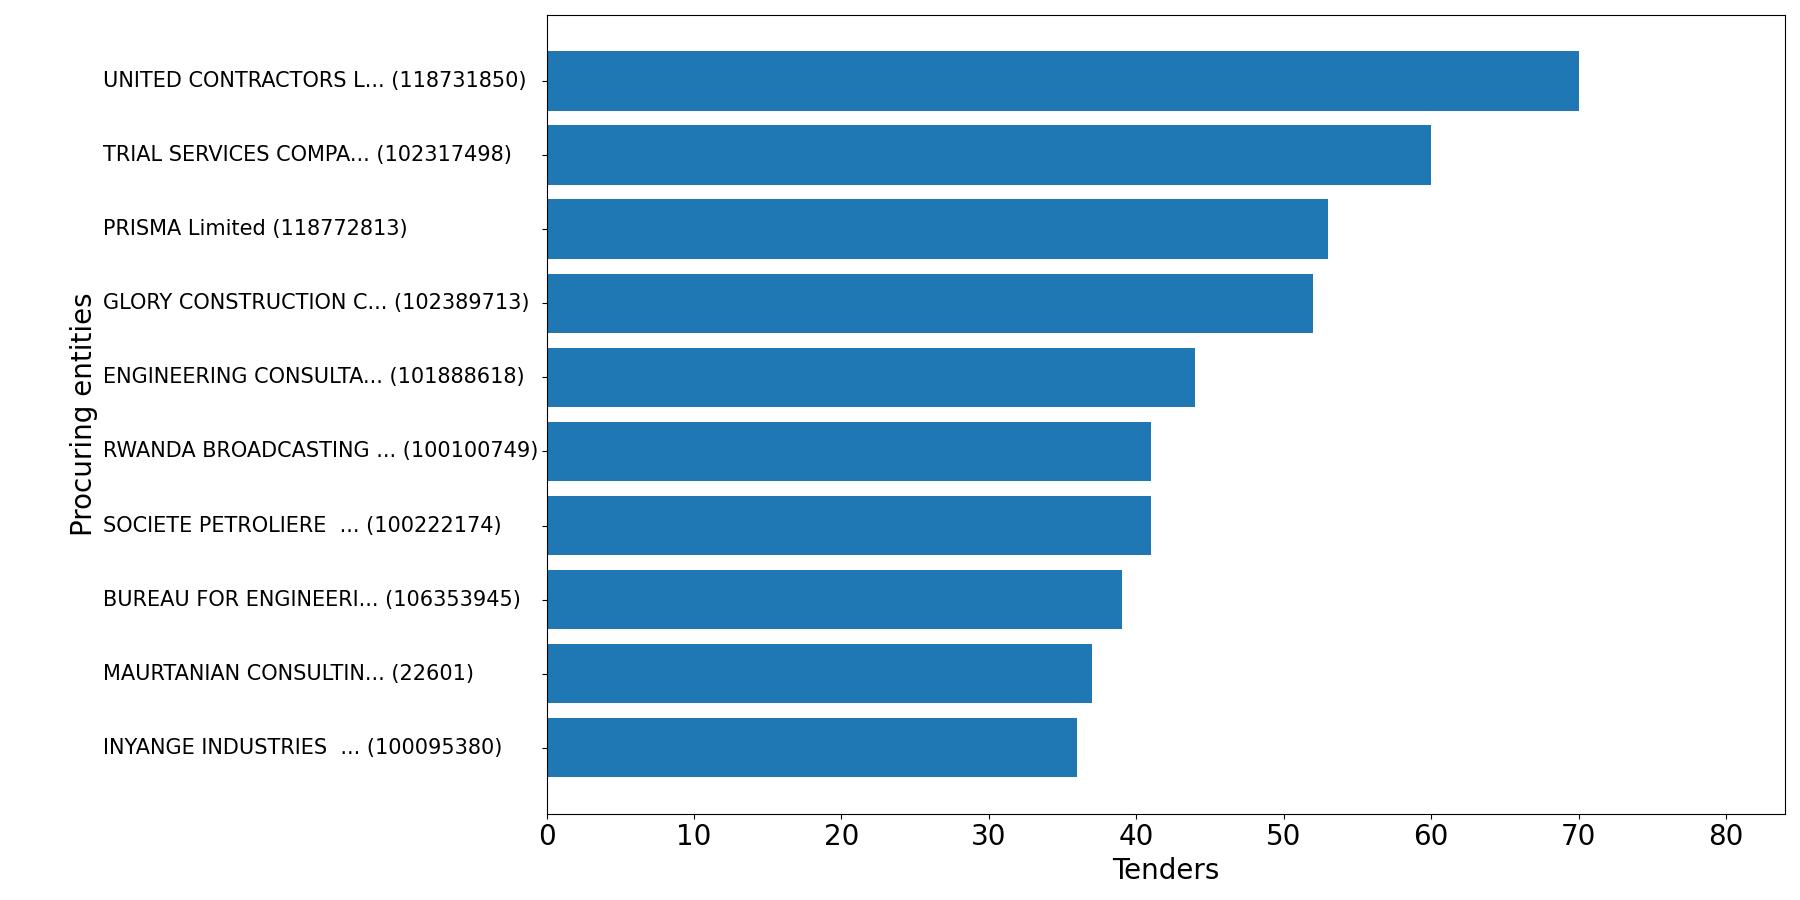 Procuring entities
UNITED CONTRACTORS L... (118731850)
TRIAL SERVICES COMPA... (102317498)
PRISMA Limited (118772813)
GLORY CONSTRUCTION C... (102389713)
ENGINEERING CONSULTA... (101888618)
RWANDA BROADCASTING ... (100100749)
SOCIETE PETROLIERE  ... (100222174)
BUREAU FOR ENGINEERI... (106353945)
MAURTANIAN CONSULTIN... (22601)
INYANGE INDUSTRIES  ... (100095380)
0 10 20 30 40 50 60 70 80
Tenders